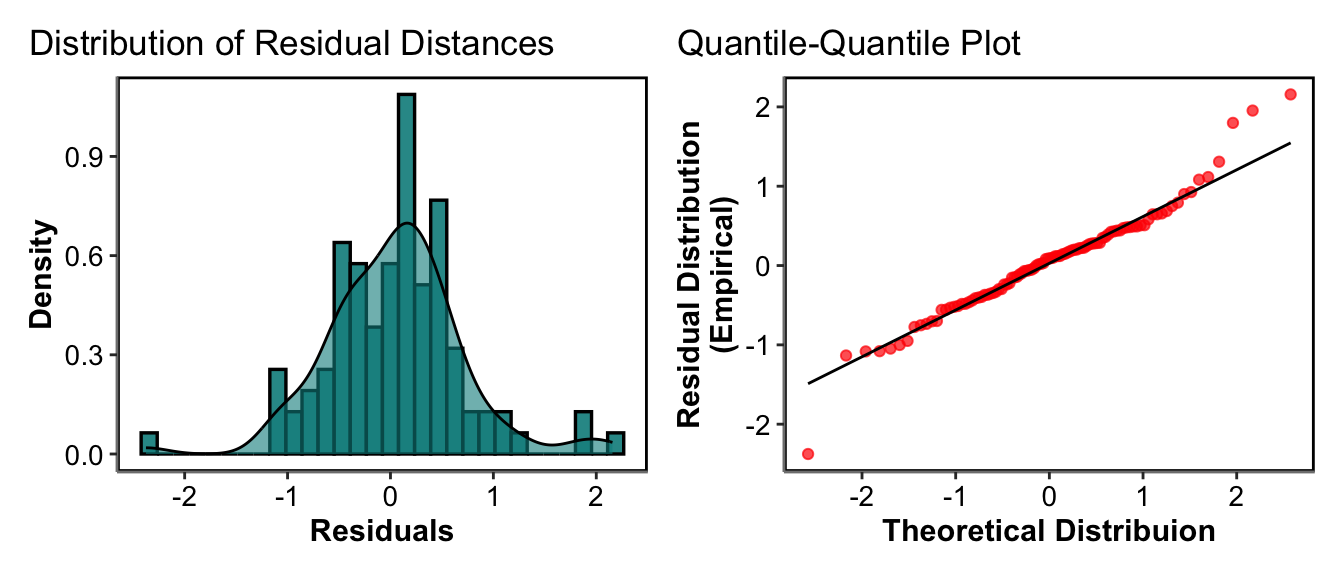 Distribution of Residual Distances
Density
0.9
0.6
0.3
0.0
-2 -1 0 1 2
Residuals
Quantile-Quantile Plot
Residual Distribution
(Empirical)
2
1
0
-1
-2
-2 -1 0 1 2
Theoretical Distribuion